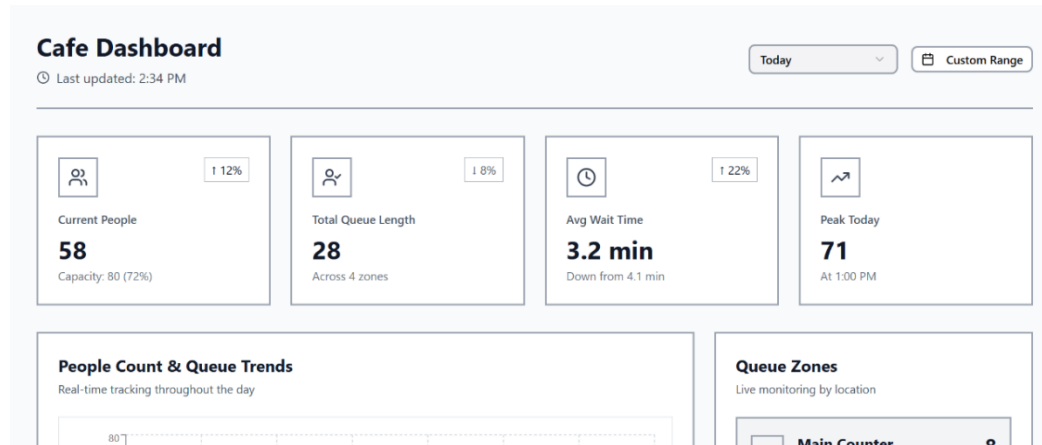 Cafe Dashboard
Last updated: 2:34 PM
Today
Custom Range
↑ 12%
Current People
58
Capacity: 80 (72%)
↓ 8%
Total Queue Length
28
Across 4 zones
↑ 22%
Avg Wait Time
3.2 min
Down from 4.1 min
Peak Today
71
At 1:00 PM
People Count & Queue Trends
Real-time tracking throughout the day
80
Queue Zones
Live monitoring by location
Main Counter